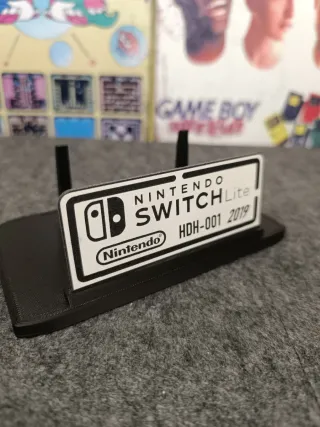 GAME BOY
NINTENDO
SWITCH Lite
Nintendo
HDH-001 2019